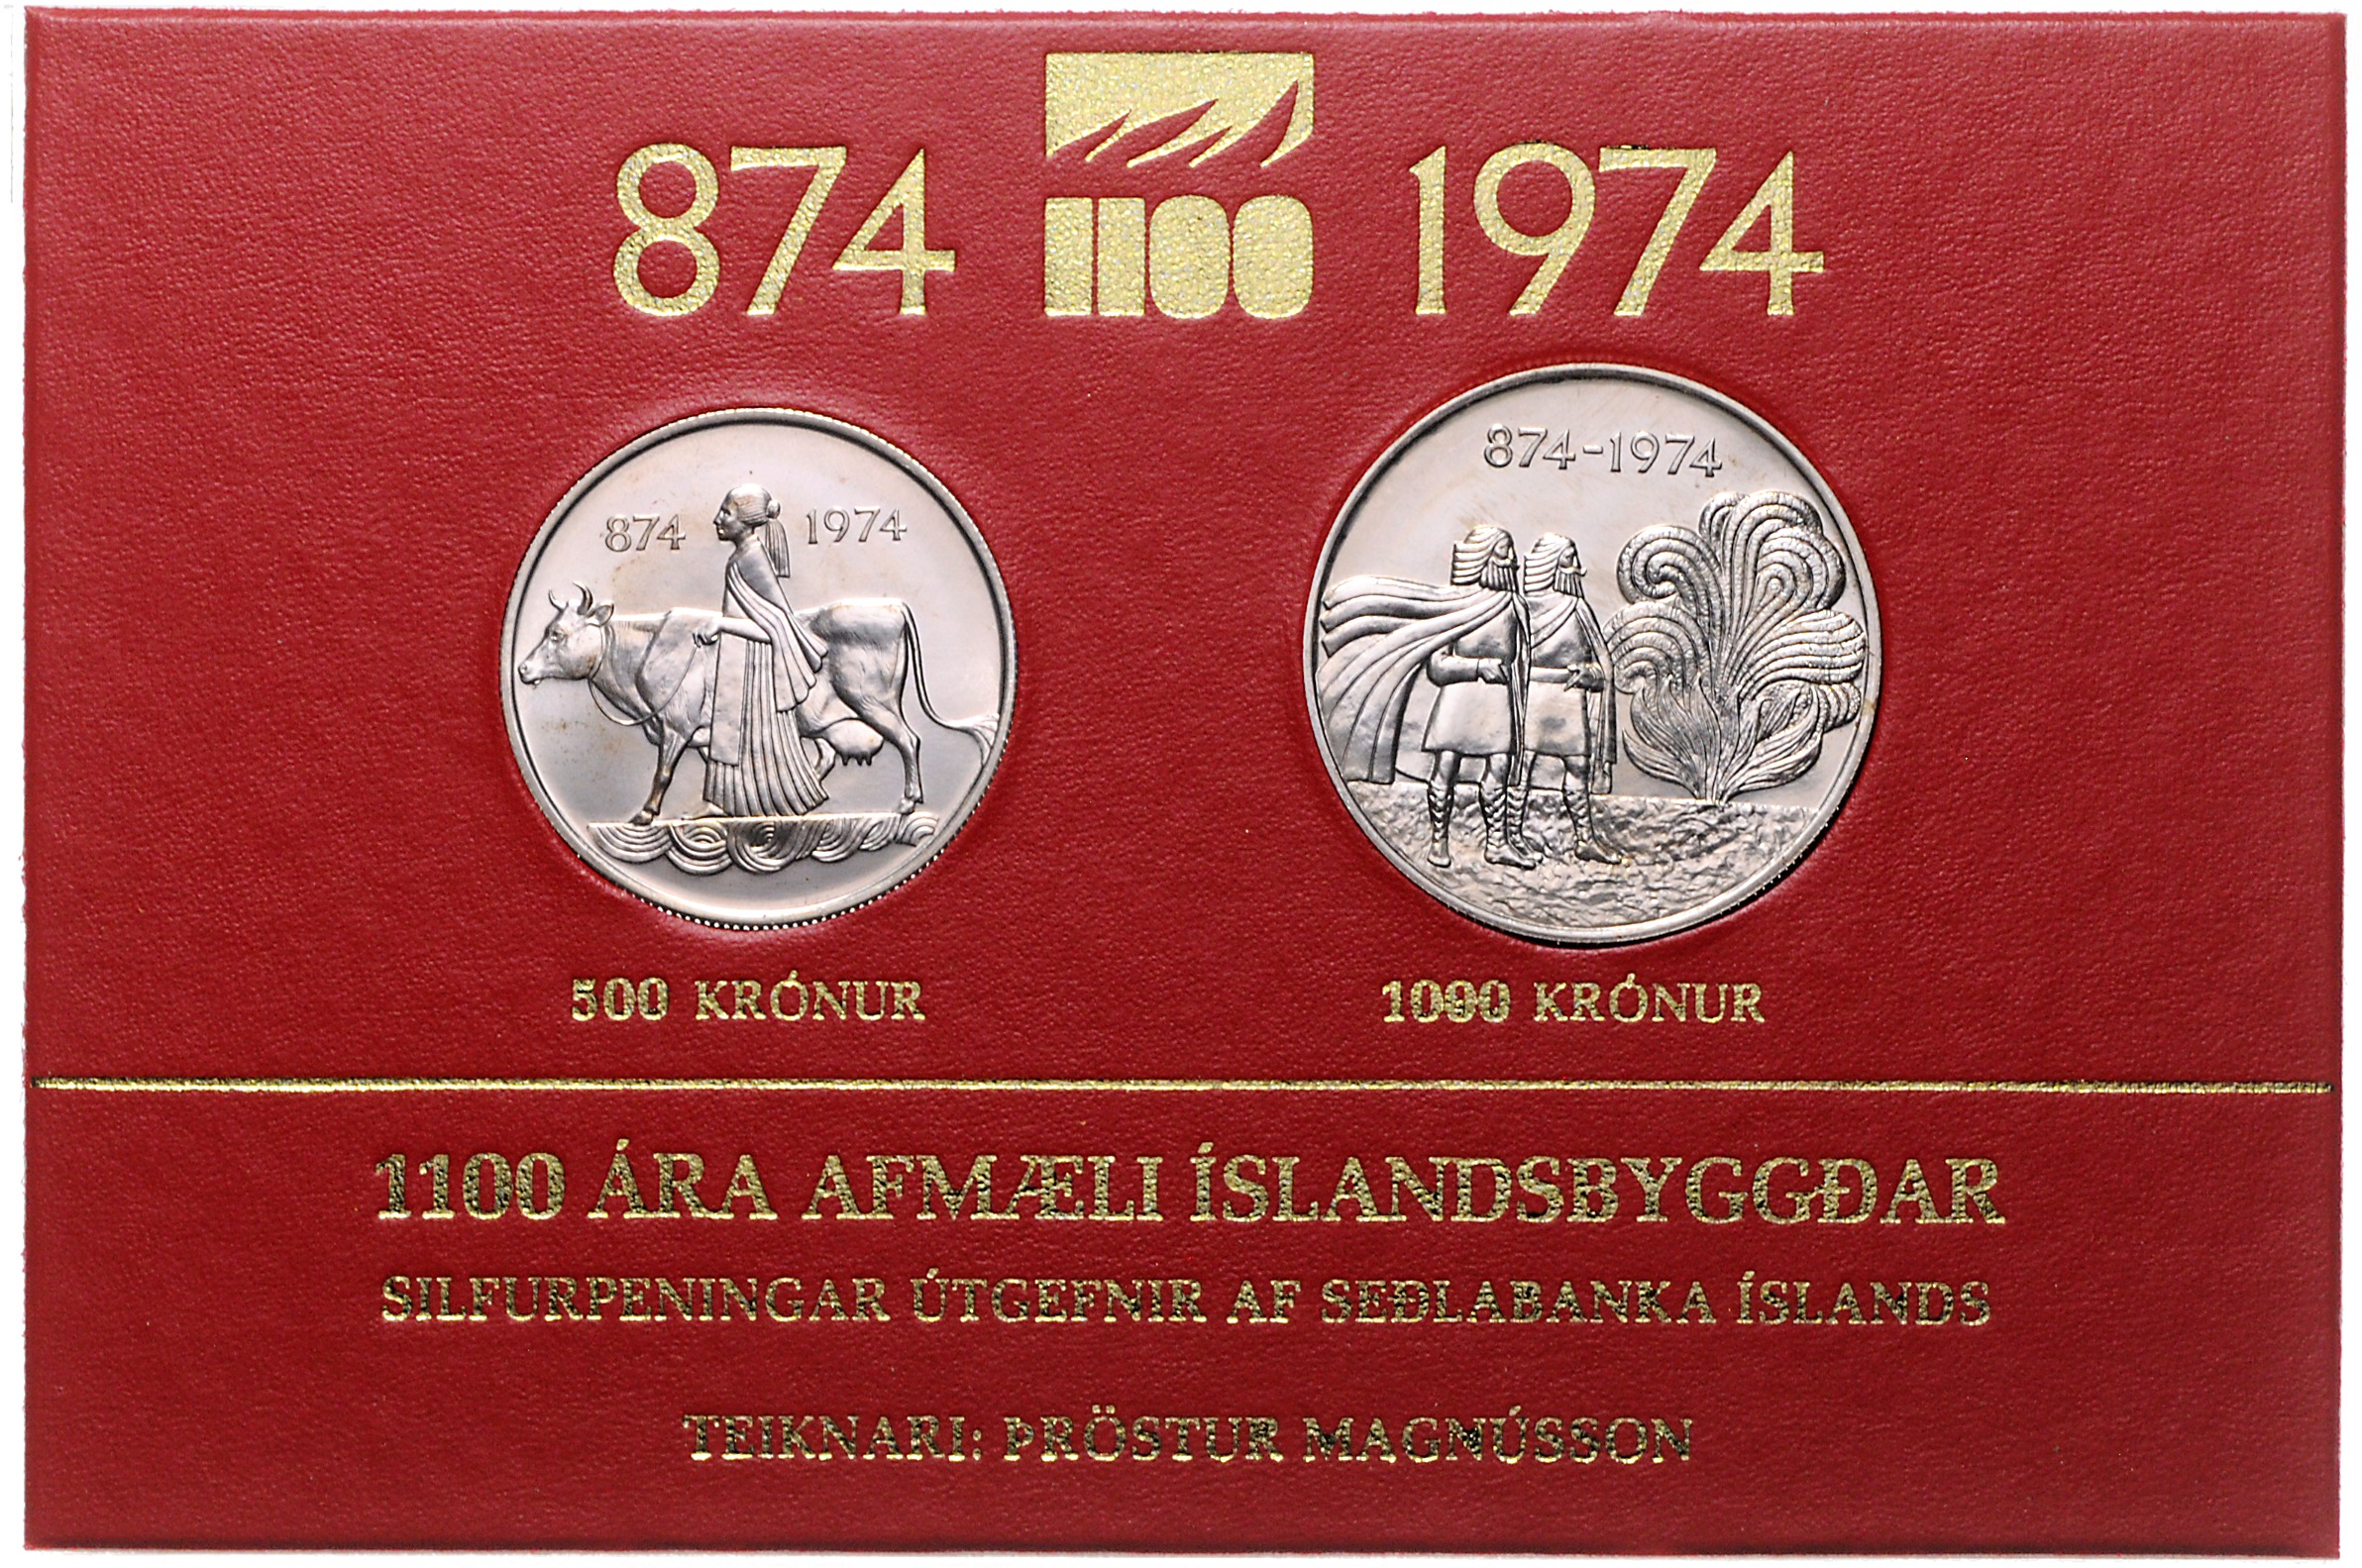 874 1100 1974
874 1974
874-1974
500 KRÓNUR
1000 KRÓNUR
1100 ÁRA AFMÆLI ÍSLANDSBYGGÐAR
SILFURPENINGAR ÚTGEFNIR AF SEÐLABANKA ÍSLANDS
TEIKNARI: ÞRÖSTUR MAGNÚSSON